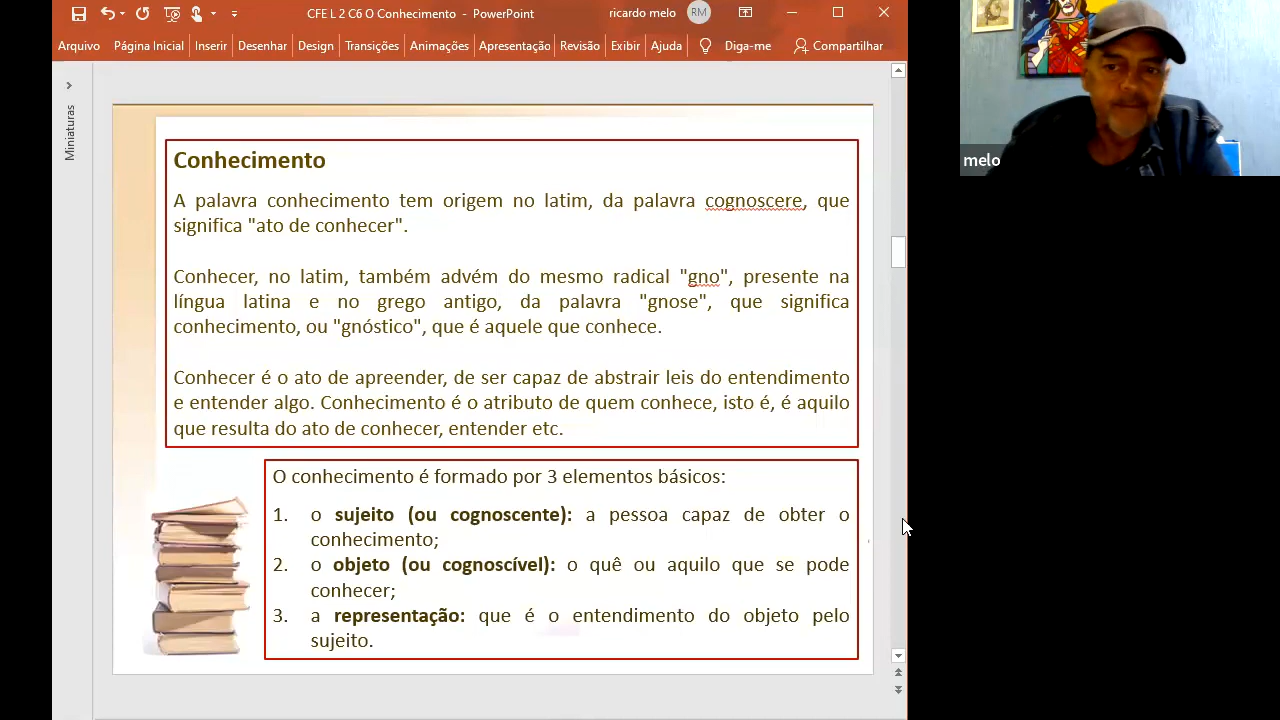 CFE L 2 C6 O Conhecimento - PowerPoint
ricardo melo
RM
Arquivo Página Inicial Inserir Desenhar Design Transições Animações Apresentação Revisão Exibir Ajuda Diga-me Compartilhar
Miniaturas
melo
Conhecimento
A palavra conhecimento tem origem no latim, da palavra cognoscere, que
significa "ato de conhecer".
Conhecer, no latim, também advém do mesmo radical "gno", presente na
língua latina e no grego antigo, da palavra "gnose", que significa
conhecimento, ou "gnóstico", que é aquele que conhece.
Conhecer é o ato de apreender, de ser capaz de abstrair leis do entendimento
e entender algo. Conhecimento é o atributo de quem conhece, isto é, é aquilo
que resulta do ato de conhecer, entender etc.
O conhecimento é formado por 3 elementos básicos:
1. o sujeito (ou cognoscente): a pessoa capaz de obter o
conhecimento;
2. o objeto (ou cognoscível): o quê ou aquilo que se pode
conhecer;
3. a representação: que é o entendimento do objeto pelo
sujeito.